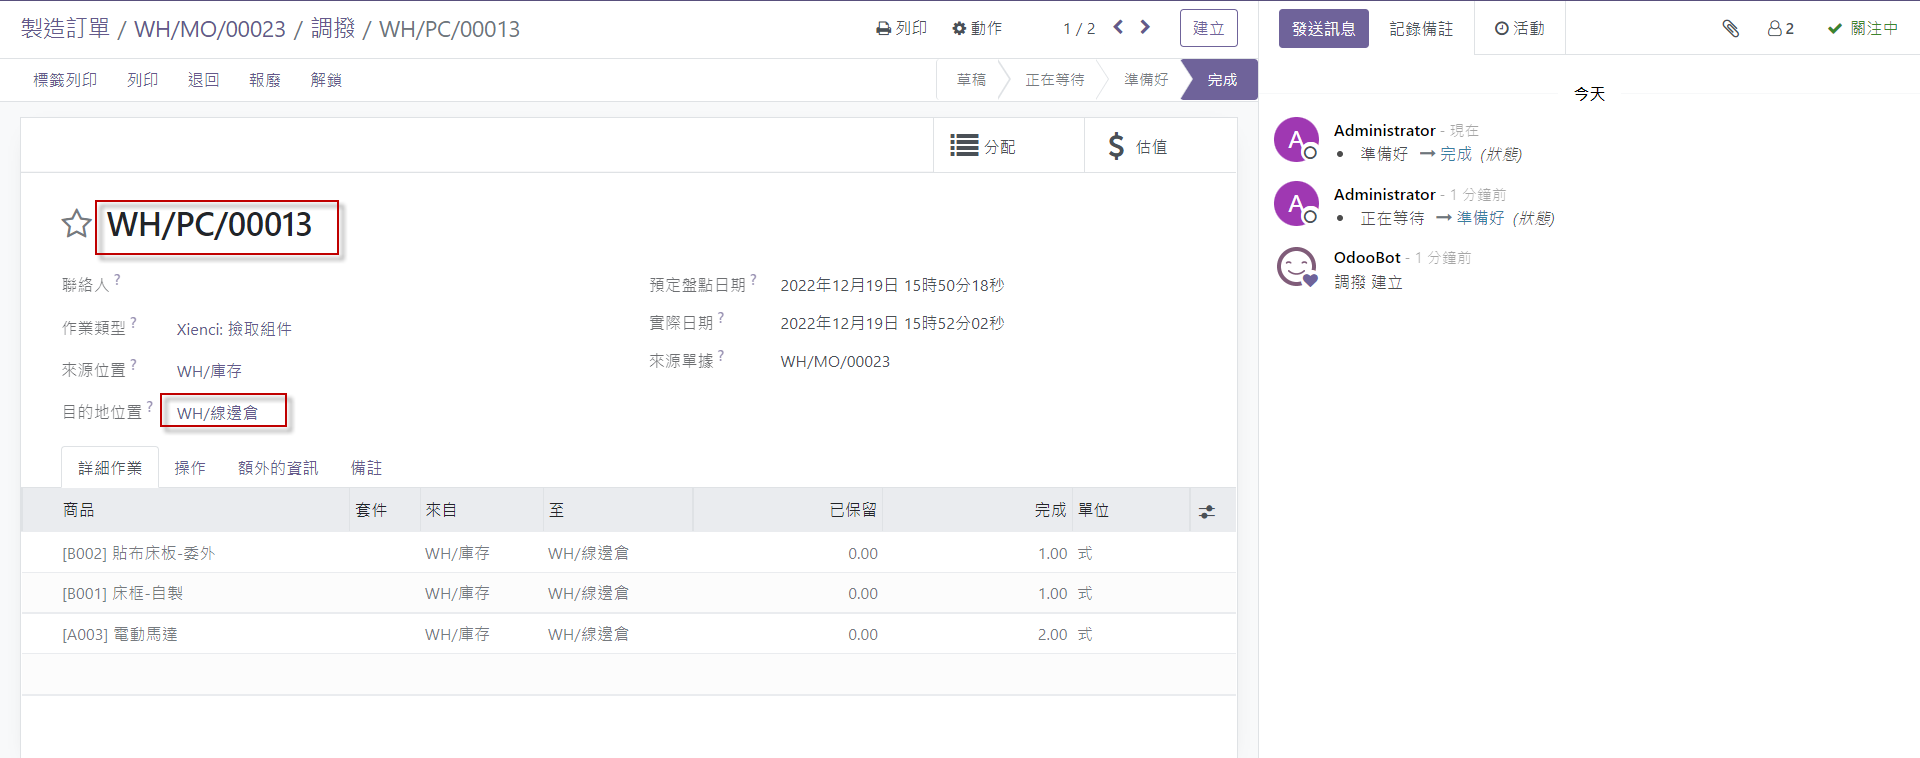 製造訂單 / WH/MO/00023 / 調撥 / WH/PC/00013
列印 動作 1 / 2 建立
發送訊息 記錄備註 活動 2 關注中
標籤列印 列印 退回 報廢 解鎖
草稿 正在等待 準備好 完成
今天
分配 $ 估值
A Administrator - 現在
• 準備好 → 完成 (狀態)
A Administrator - 1 分鐘前
• 正在等待 → 準備好 (狀態)
OdooBot - 1 分鐘前
調撥 建立
WH/PC/00013
聯絡人 ?
預定盤點日期 ? 2022年12月19日 15時50分18秒
作業類型 ? Xienci: 撿取組件
實際日期 ? 2022年12月19日 15時52分02秒
來源位置 ? WH/庫存
來源單據 ? WH/MO/00023
目的地位置 ? WH/線邊倉
詳細作業 操作 額外的資訊 備註
商品 套件 來自 至 已保留 完成 單位
[B002] 貼布床板-委外 WH/庫存 WH/線邊倉 0.00 1.00 式
[B001] 床框-自製 WH/庫存 WH/線邊倉 0.00 1.00 式
[A003] 電動馬達 WH/庫存 WH/線邊倉 0.00 2.00 式